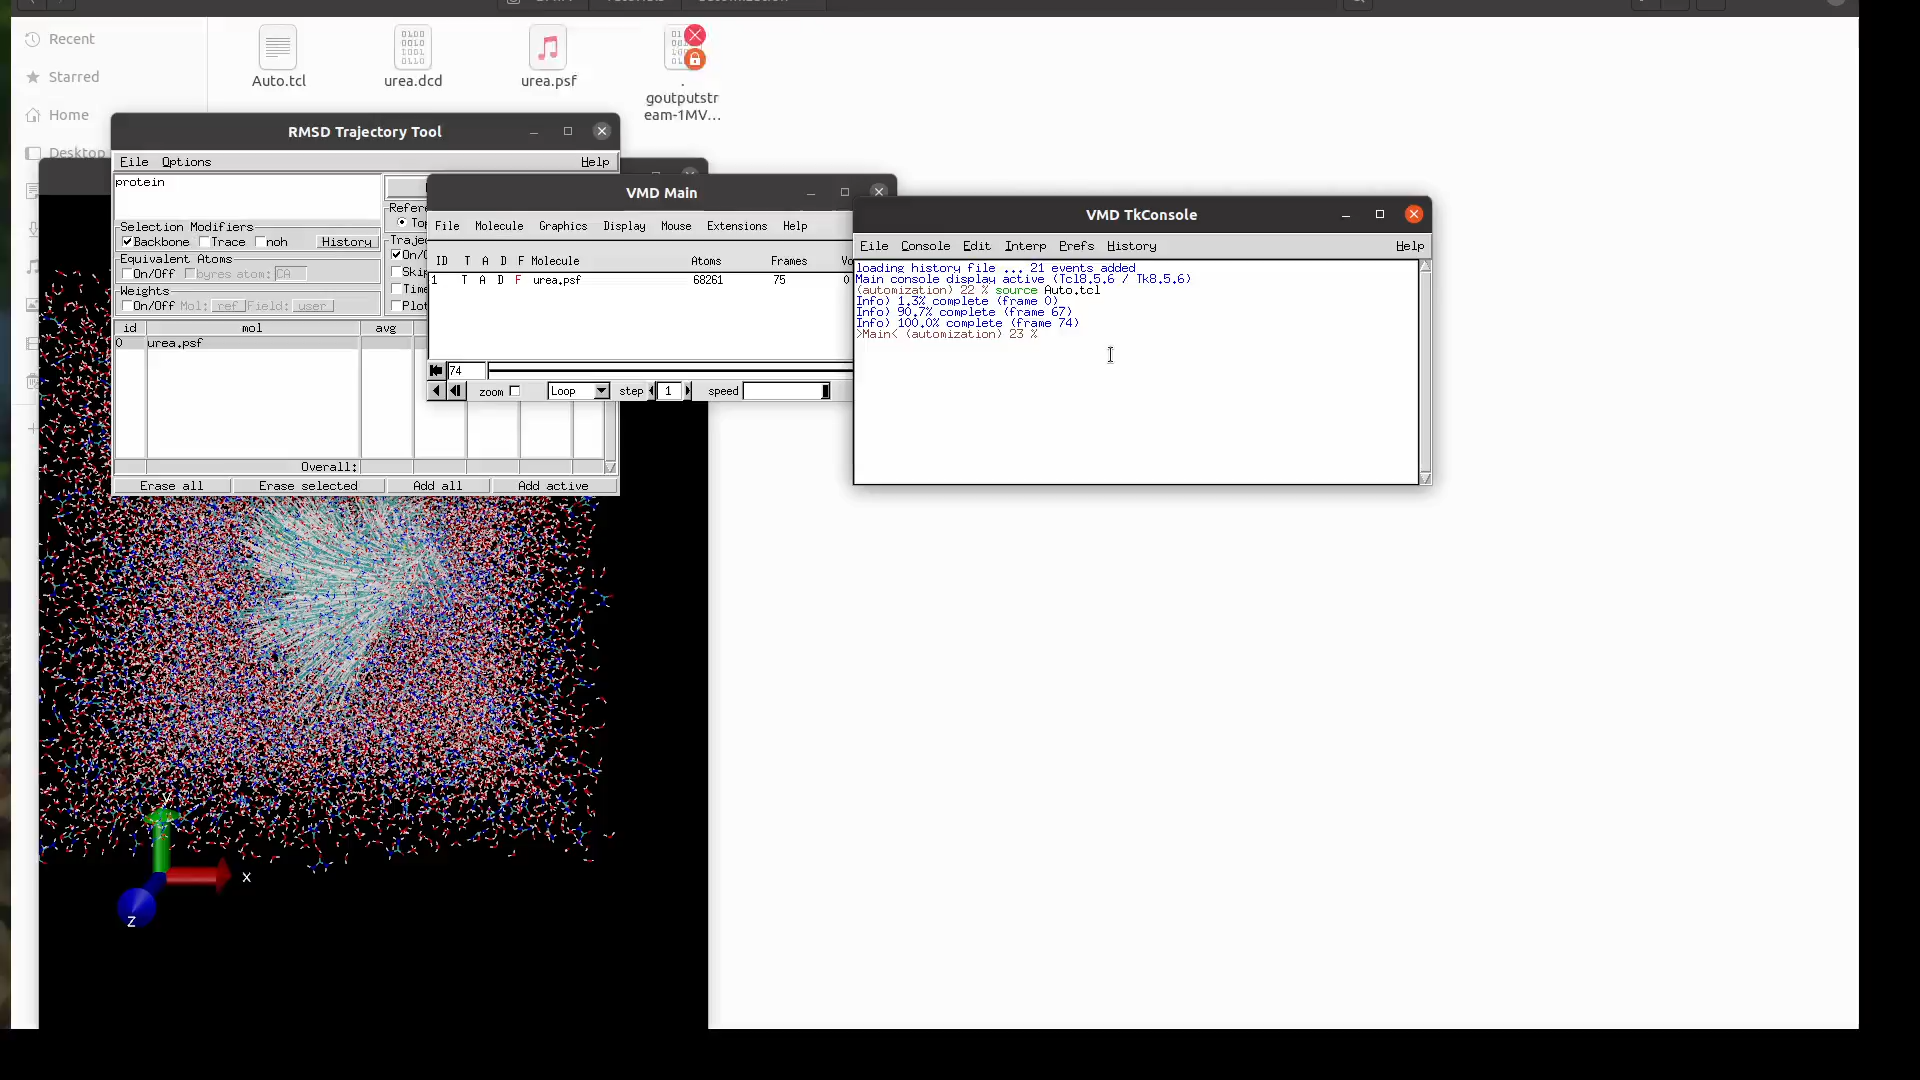 Recent
Starred
Home
Desktop
Auto.tcl
urea.dcd
urea.psf
.
goutputstr
eam-1MV…
RMSD Trajectory Tool
File Options Help
protein
Selection Modifiers
Backbone Trace noh History
Equivalent Atoms
On/Off byres atom: CA
Weights
On/Off Mol: ref Field: user
id mol avg
0 urea.psf
Overall:
Erase all Erase selected Add all Add active
VMD Main
File Molecule Graphics Display Mouse Extensions Help
ID T A D F Molecule Atoms Frames
1 T A D F urea.psf 68261 75 0
74
zoom Loop step 1 speed
VMD TkConsole
File Console Edit Interp Prefs History Help
loading history file ... 21 events added
Main console display active (Tcl8.5.6 / Tk8.5.6)
(automization) 22 % source Auto.tcl
Info) 1.3% complete (frame 0)
Info) 90.7% complete (frame 67)
Info) 100.0% complete (frame 74)
>Main< (automization) 23 %
Y
X
Z